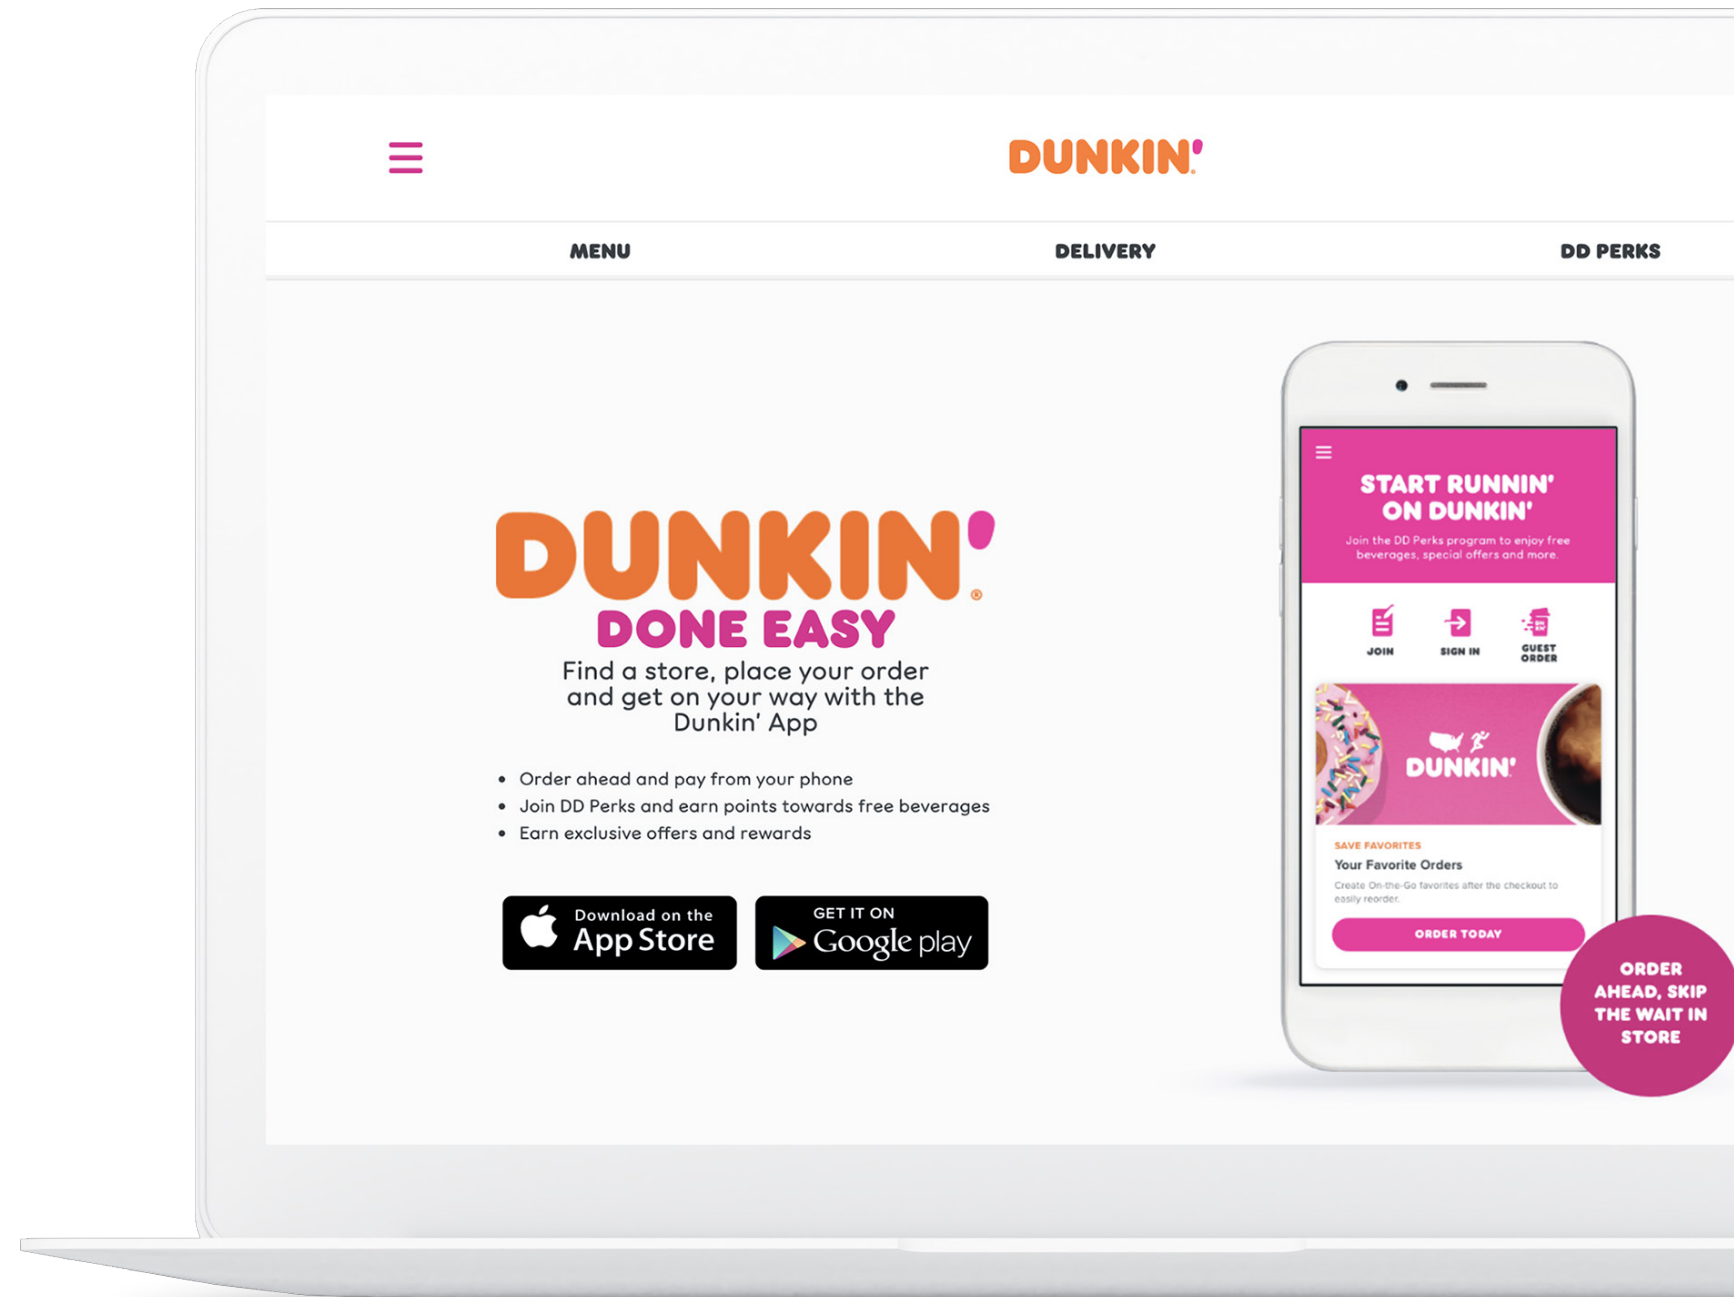 DUNKIN'
MENU
DELIVERY
DD PERKS
DUNKIN'®
DONE EASY
Find a store, place your order
and get on your way with the
Dunkin' App
• Order ahead and pay from your phone
• Join DD Perks and earn points towards free beverages
• Earn exclusive offers and rewards
Download on the
App Store
GET IT ON
Google play
START RUNNIN'
ON DUNKIN'
Join the DD Perks program to enjoy free
beverages, special offers and more.
JOIN
SIGN IN
GUEST
ORDER
DUNKIN'
SAVE FAVORITES
Your Favorite Orders
Create On-the-Go favorites after the checkout to
easily reorder.
ORDER TODAY
ORDER
AHEAD, SKIP
THE WAIT IN
STORE